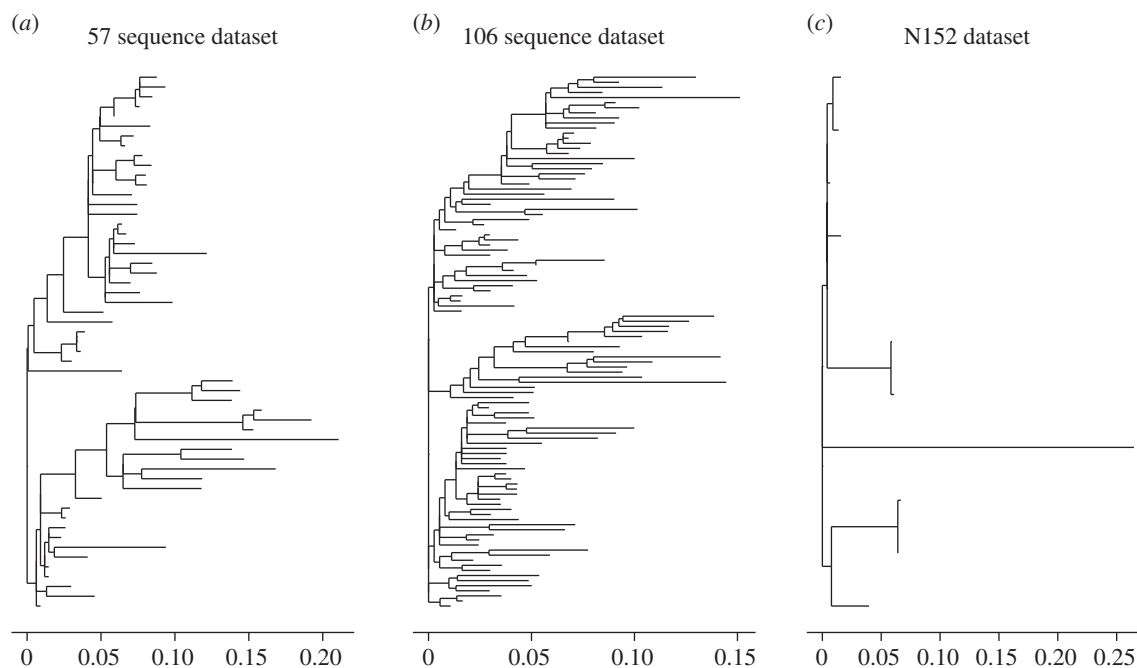 (a) 57 sequence dataset
(b) 106 sequence dataset
(c) N152 dataset
0 0.05 0.10 0.15 0.20
0 0.05 0.10 0.15
0 0.05 0.10 0.15 0.20 0.25